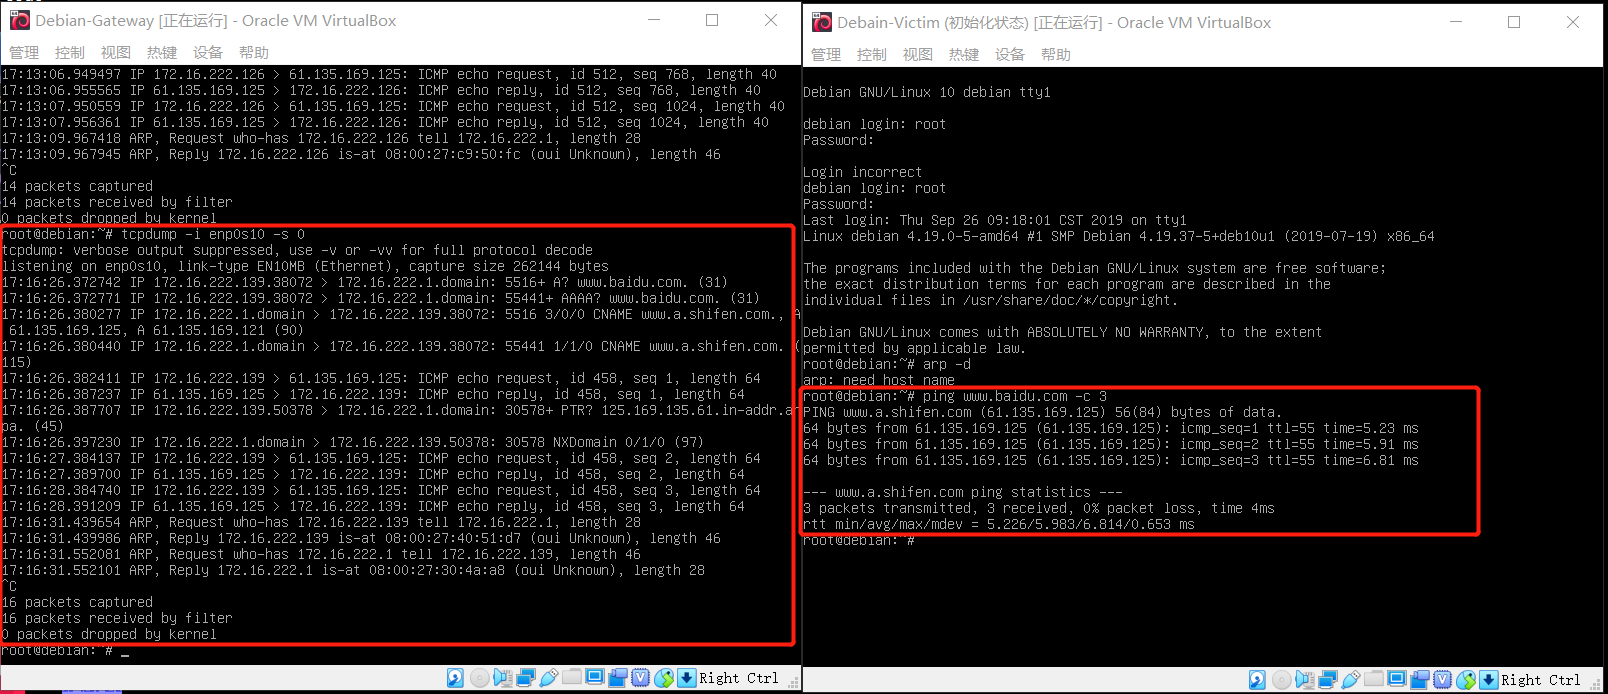 Debian-Gateway [正在运行] - Oracle VM VirtualBox
管理 控制 视图 热键 设备 帮助
17:13:06.949497 IP 172.16.222.126 > 61.135.169.125: ICMP echo request, id 512, seq 768, length 40
17:13:06.955565 IP 61.135.169.125 > 172.16.222.126: ICMP echo reply, id 512, seq 768, length 40
17:13:07.950559 IP 172.16.222.126 > 61.135.169.125: ICMP echo request, id 512, seq 1024, length 40
17:13:07.956361 IP 61.135.169.125 > 172.16.222.126: ICMP echo reply, id 512, seq 1024, length 40
17:13:09.967418 ARP, Request who-has 172.16.222.126 tell 172.16.222.1, length 28
17:13:09.967945 ARP, Reply 172.16.222.126 is-at 08:00:27:c9:50:fc (oui Unknown), length 46
^C
14 packets captured
14 packets received by filter
0 packets dropped by kernel
root@debian:~# tcpdump -i enp0s10 -s 0
tcpdump: verbose output suppressed, use -v or -vv for full protocol decode
listening on enp0s10, link-type EN10MB (Ethernet), capture size 262144 bytes
17:16:26.372742 IP 172.16.222.139.38072 > 172.16.222.1.domain: 5516+ A? www.baidu.com. (31)
17:16:26.372771 IP 172.16.222.139.38072 > 172.16.222.1.domain: 55441+ AAAA? www.baidu.com. (31)
17:16:26.380277 IP 172.16.222.1.domain > 172.16.222.139.38072: 5516 3/0/0 CNAME www.a.shifen.com., A
61.135.169.125, A 61.135.169.121 (90)
17:16:26.380440 IP 172.16.222.1.domain > 172.16.222.139.38072: 55441 1/1/0 CNAME www.a.shifen.com. (
115)
17:16:26.382411 IP 172.16.222.139 > 61.135.169.125: ICMP echo request, id 458, seq 1, length 64
17:16:26.387237 IP 61.135.169.125 > 172.16.222.139: ICMP echo reply, id 458, seq 1, length 64
17:16:26.387707 IP 172.16.222.139.50378 > 172.16.222.1.domain: 30578+ PTR? 125.169.135.61.in-addr.ar
pa. (45)
17:16:26.397230 IP 172.16.222.1.domain > 172.16.222.139.50378: 30578 NXDomain 0/1/0 (97)
17:16:27.384137 IP 172.16.222.139 > 61.135.169.125: ICMP echo request, id 458, seq 2, length 64
17:16:27.389700 IP 61.135.169.125 > 172.16.222.139: ICMP echo reply, id 458, seq 2, length 64
17:16:28.384740 IP 172.16.222.139 > 61.135.169.125: ICMP echo request, id 458, seq 3, length 64
17:16:28.391209 IP 61.135.169.125 > 172.16.222.139: ICMP echo reply, id 458, seq 3, length 64
17:16:31.439654 ARP, Request who-has 172.16.222.139 tell 172.16.222.1, length 28
17:16:31.439986 ARP, Reply 172.16.222.139 is-at 08:00:27:40:51:d7 (oui Unknown), length 46
17:16:31.552081 ARP, Request who-has 172.16.222.1 tell 172.16.222.139, length 46
17:16:31.552101 ARP, Reply 172.16.222.1 is-at 08:00:27:30:4a:a8 (oui Unknown), length 28
^C
16 packets captured
16 packets received by filter
0 packets dropped by kernel
root@debian:~# _
Right Ctrl
Debain-Victim (初始化状态) [正在运行] - Oracle VM VirtualBox
管理 控制 视图 热键 设备 帮助
Debian GNU/Linux 10 debian tty1
debian login: root
Password:
Login incorrect
debian login: root
Password:
Last login: Thu Sep 26 09:18:01 CST 2019 on tty1
Linux debian 4.19.0-5-amd64 #1 SMP Debian 4.19.37-5+deb10u1 (2019-07-19) x86_64
The programs included with the Debian GNU/Linux system are free software;
the exact distribution terms for each program are described in the
individual files in /usr/share/doc/*/copyright.
Debian GNU/Linux comes with ABSOLUTELY NO WARRANTY, to the extent
permitted by applicable law.
root@debian:~# arp -d
arp: need host name
root@debian:~# ping www.baidu.com -c 3
PING www.a.shifen.com (61.135.169.125) 56(84) bytes of data.
64 bytes from 61.135.169.125 (61.135.169.125): icmp_seq=1 ttl=55 time=5.23 ms
64 bytes from 61.135.169.125 (61.135.169.125): icmp_seq=2 ttl=55 time=5.91 ms
64 bytes from 61.135.169.125 (61.135.169.125): icmp_seq=3 ttl=55 time=6.81 ms
--- www.a.shifen.com ping statistics ---
3 packets transmitted, 3 received, 0% packet loss, time 4ms
rtt min/avg/max/mdev = 5.226/5.983/6.814/0.653 ms
root@debian:~#
Right Ctrl